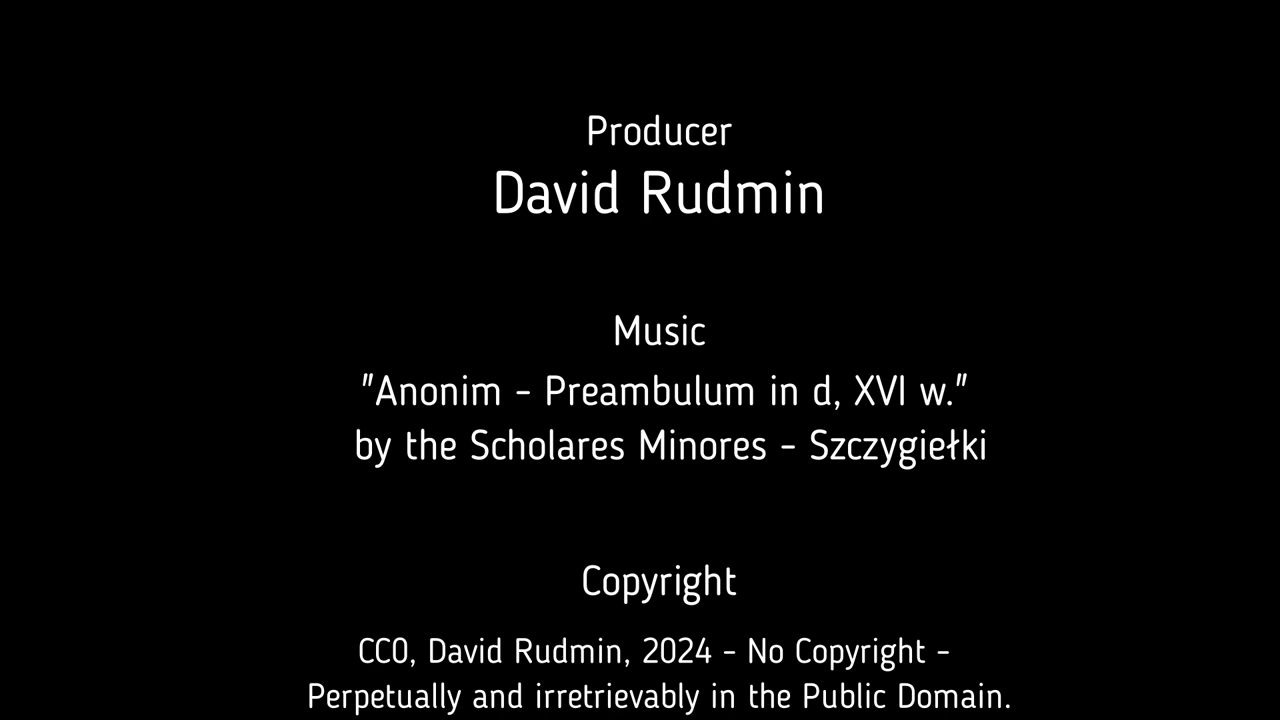 Producer
David Rudmin
Music
"Anonim - Preambulum in d, XVI w."
by the Scholares Minores - Szczygiełki
Copyright
CC0, David Rudmin, 2024 - No Copyright -
Perpetually and irretrievably in the Public Domain.